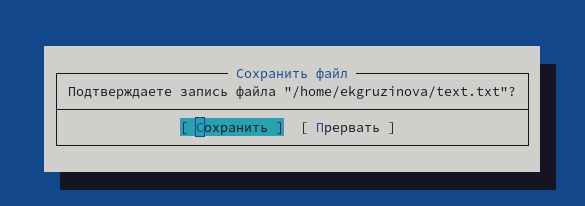 Сохранить файл
Подтверждаете запись файла "/home/ekgruzinova/text.txt"?
[ Сохранить ] [ Прервать ]